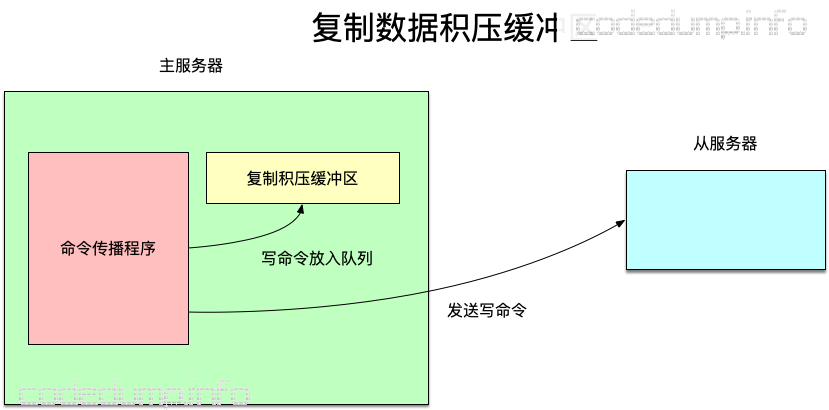 复制数据积压缓冲区
codedump.info
主服务器
从服务器
复制积压缓冲区
命令传播程序
写命令放入队列
发送写命令
codedump.info